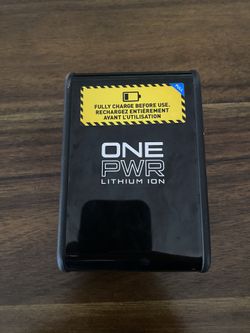 FULLY CHARGE BEFORE USE.
RECHARGEZ ENTIÈREMENT
AVANT L'UTILISATION
ONE
PWR
LITHIUM ION